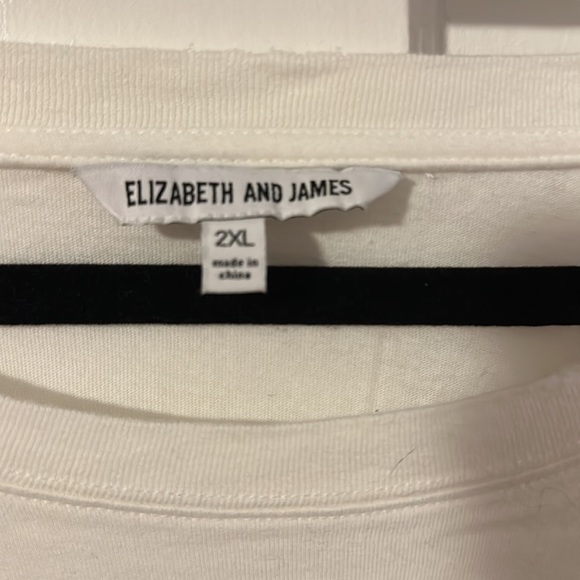 ELIZABETH AND JAMES
2XL
made in
china